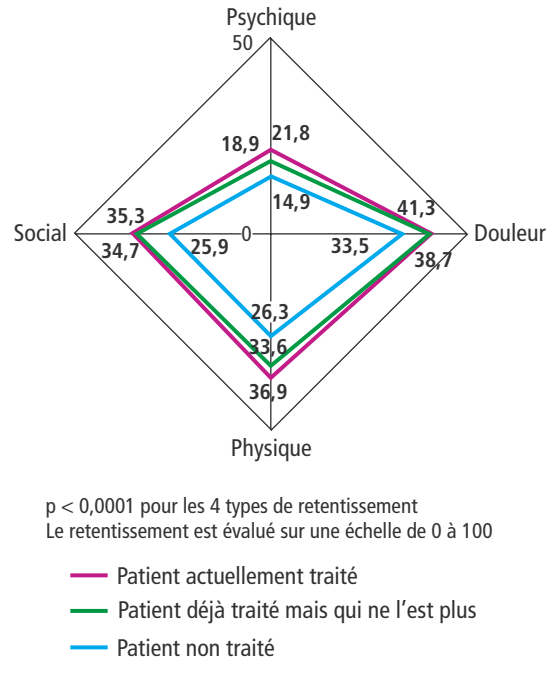 Psychique
50
18,9 21,8
14,9
35,3 41,3
Social 0 Douleur
34,7 25,9 33,5 38,7
26,3
33,6
36,9
Physique
p < 0,0001 pour les 4 types de retentissement
Le retentissement est évalué sur une échelle de 0 à 100
Patient actuellement traité
Patient déjà traité mais qui ne l'est plus
Patient non traité